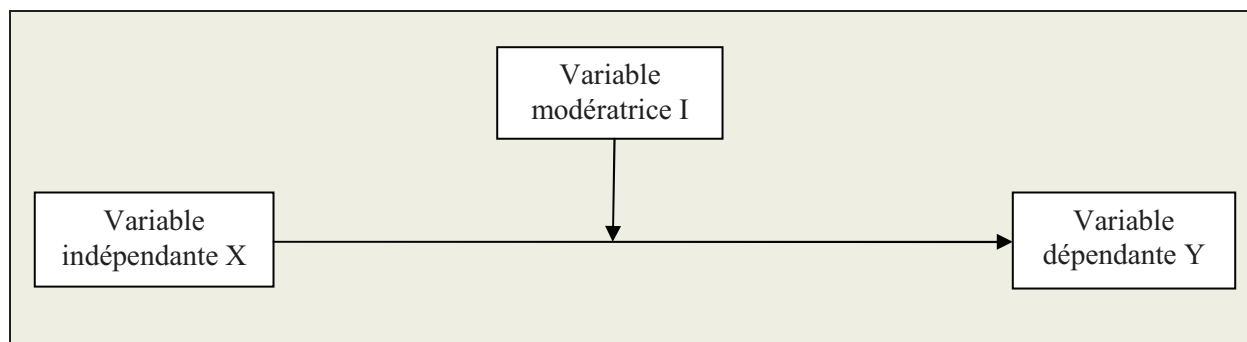 Variable
modératrice I
Variable
indépendante X
Variable
dépendante Y